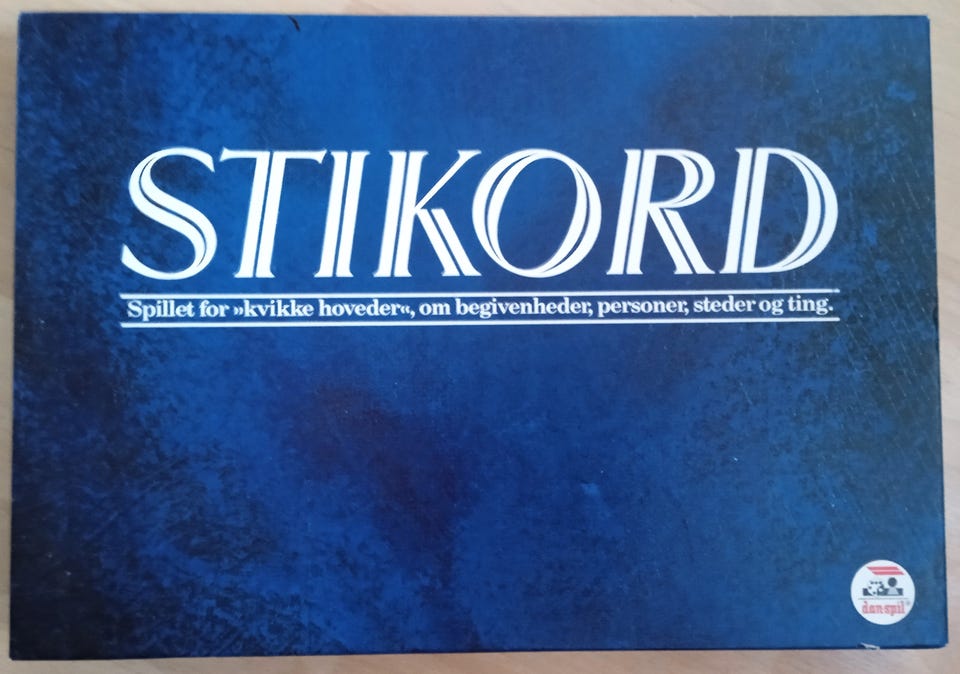 STIKORD
Spillet for »kvikke hoveder«, om begivenheder, personer, steder og ting.
dan-spil®